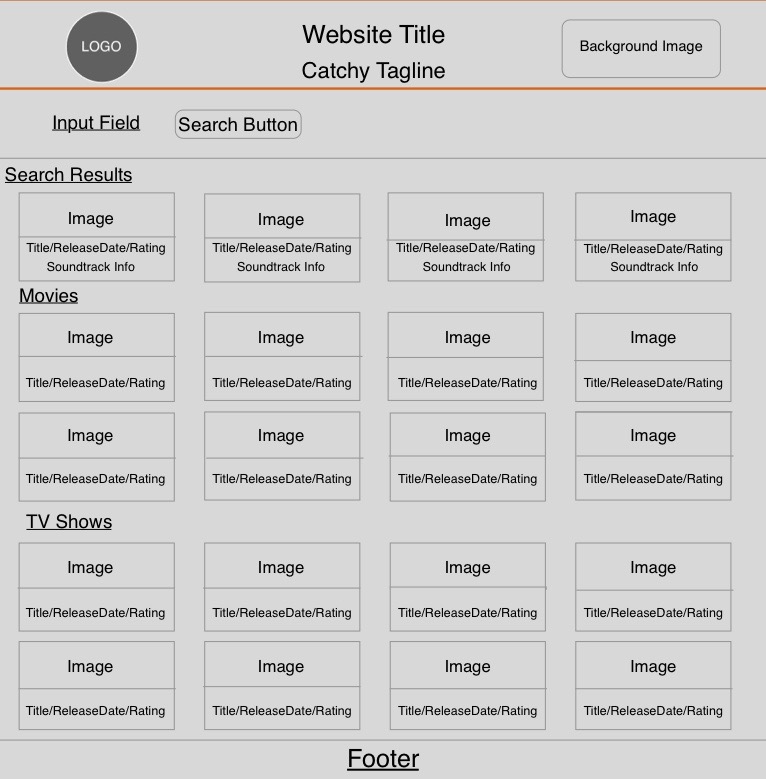 LOGO
Website Title
Catchy Tagline
Background Image
Input Field
Search Button
Search Results
Image
Image
Image
Image
Title/ReleaseDate/Rating
Title/ReleaseDate/Rating
Title/ReleaseDate/Rating
Title/ReleaseDate/Rating
Soundtrack Info
Soundtrack Info
Soundtrack Info
Soundtrack Info
Movies
Image
Image
Image
Image
Title/ReleaseDate/Rating
Title/ReleaseDate/Rating
Title/ReleaseDate/Rating
Title/ReleaseDate/Rating
Image
Image
Image
Image
Title/ReleaseDate/Rating
Title/ReleaseDate/Rating
Title/ReleaseDate/Rating
Title/ReleaseDate/Rating
TV Shows
Image
Image
Image
Image
Title/ReleaseDate/Rating
Title/ReleaseDate/Rating
Title/ReleaseDate/Rating
Title/ReleaseDate/Rating
Image
Image
Image
Image
Title/ReleaseDate/Rating
Title/ReleaseDate/Rating
Title/ReleaseDate/Rating
Title/ReleaseDate/Rating
Footer